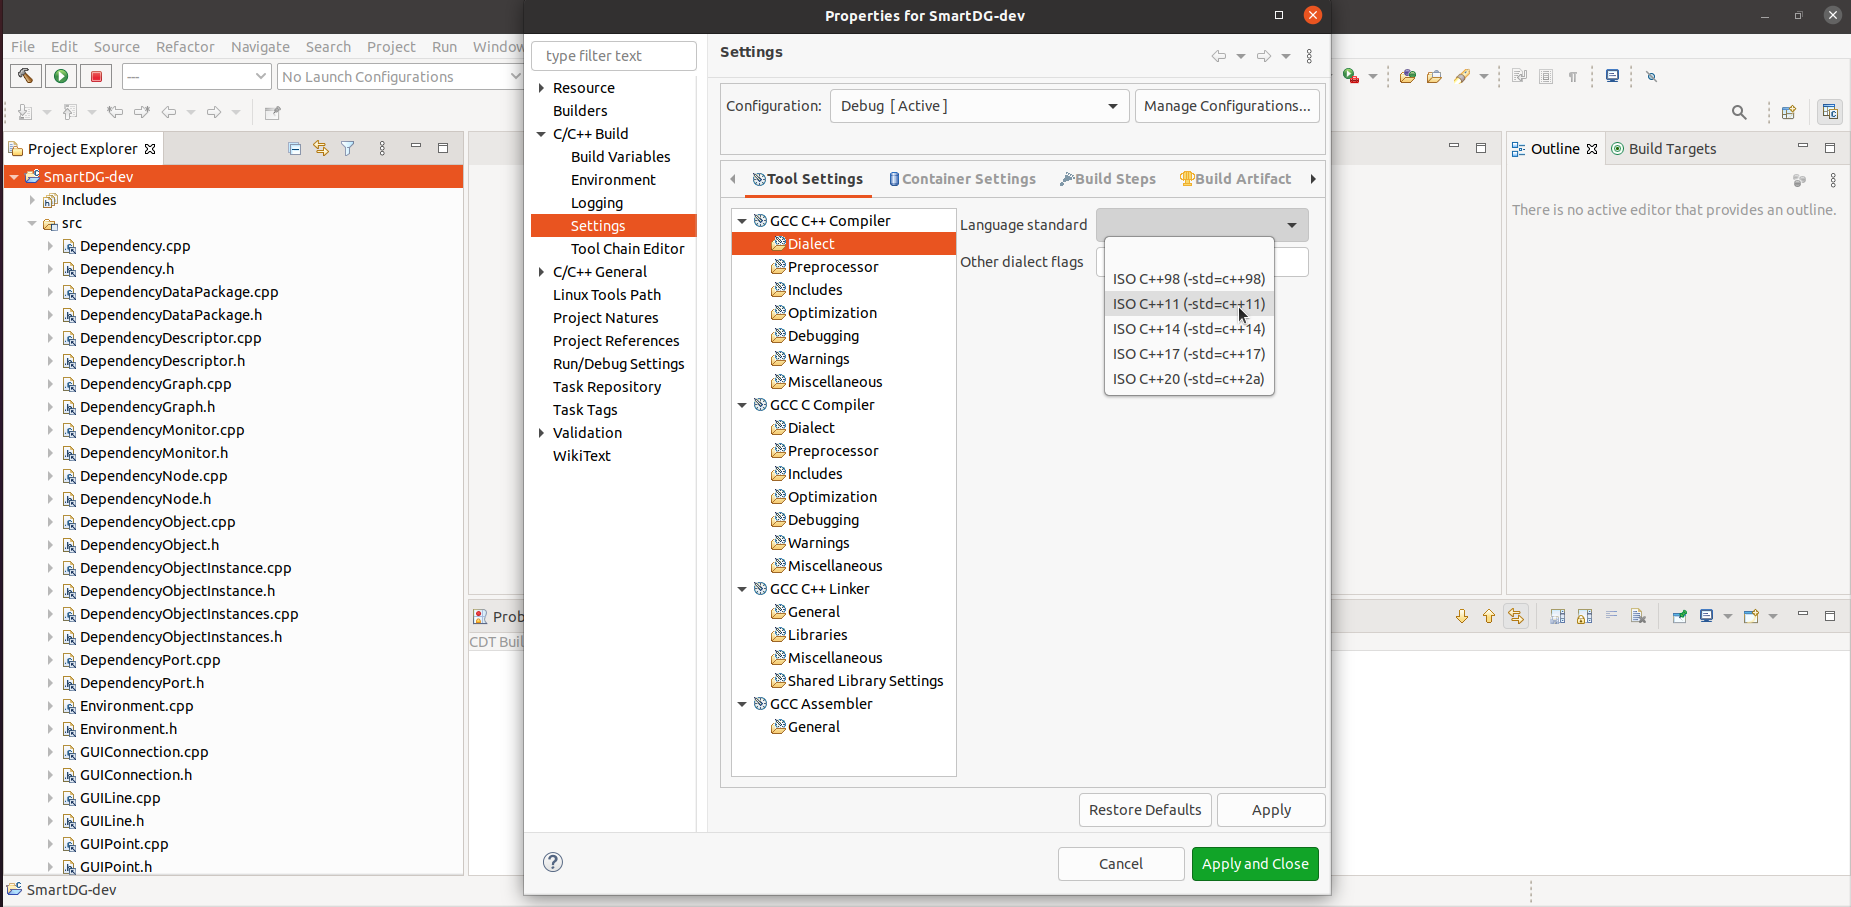 Properties for SmartDG-dev
File Edit Source Refactor Navigate Search Project Run Window
---
No Launch Configurations
Project Explorer
SmartDG-dev
Includes
src
Dependency.cpp
Dependency.h
DependencyDataPackage.cpp
DependencyDataPackage.h
DependencyDescriptor.cpp
DependencyDescriptor.h
DependencyGraph.cpp
DependencyGraph.h
DependencyMonitor.cpp
DependencyMonitor.h
DependencyNode.cpp
DependencyNode.h
DependencyObject.cpp
DependencyObject.h
DependencyObjectInstance.cpp
DependencyObjectInstance.h
DependencyObjectInstances.cpp
DependencyObjectInstances.h
DependencyPort.cpp
DependencyPort.h
Environment.cpp
Environment.h
GUIConnection.cpp
GUIConnection.h
GUILine.cpp
GUILine.h
GUIPoint.cpp
GUIPoint.h
SmartDG-dev
type filter text
Resource
Builders
C/C++ Build
Build Variables
Environment
Logging
Settings
Tool Chain Editor
C/C++ General
Linux Tools Path
Project Natures
Project References
Run/Debug Settings
Task Repository
Task Tags
Validation
WikiText
Settings
Configuration: Debug [ Active ] Manage Configurations...
Tool Settings Container Settings Build Steps Build Artifact
GCC C++ Compiler
Dialect
Preprocessor
Includes
Optimization
Debugging
Warnings
Miscellaneous
GCC C Compiler
Dialect
Preprocessor
Includes
Optimization
Debugging
Warnings
Miscellaneous
GCC C++ Linker
General
Libraries
Miscellaneous
Shared Library Settings
GCC Assembler
General
Language standard
Other dialect flags
ISO C++98 (-std=c++98)
ISO C++11 (-std=c++11)
ISO C++14 (-std=c++14)
ISO C++17 (-std=c++17)
ISO C++20 (-std=c++2a)
Restore Defaults Apply
Cancel Apply and Close
Outline Build Targets
There is no active editor that provides an outline.
Prob
CDT Buil